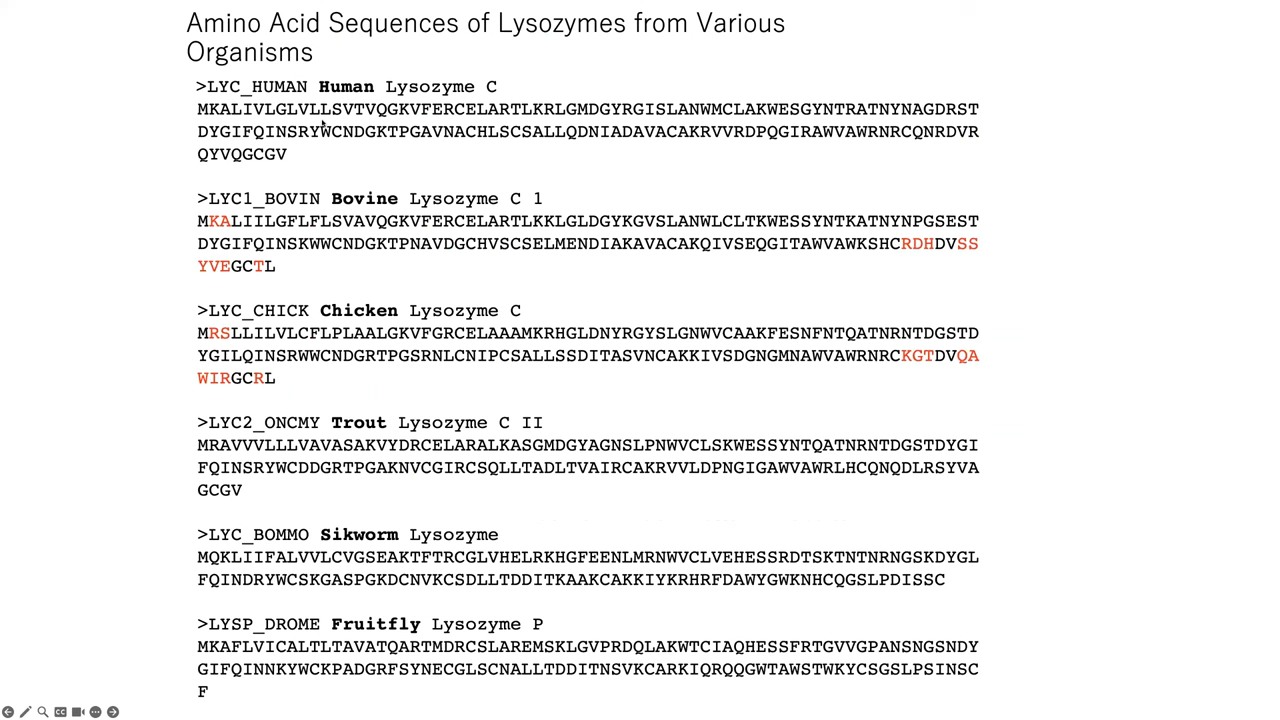 Amino Acid Sequences of Lysozymes from Various
Organisms
>LYC_HUMAN Human Lysozyme C
MKALIVLGLVLLSVTVQGKVFERCELARTLKRLGMDGYRGISLANWMCLAKWESGYNTRATNYNAGDRST
DYGIFQINSRYWCNDGKTPGAVNACHLSCSALLQDNIADAVACAKRVVRDPQGIRAWVAWRNRCQNRDVR
QYVQGCGV
>LYC1_BOVIN Bovine Lysozyme C 1
MKALIILGFLFLSVAVQGKVFERCELARTLKKLGLDGYKGVSLANWLCLTKWESSYNTKATNYNPGSEST
DYGIFQINSKWWCNDGKTPNAVDGCHVSCSELMENDIAKAVACAKQIVSEQGITAWVAWKSHCRDHDVSS
YVEGCTL
>LYC_CHICK Chicken Lysozyme C
MRSLLILVLCFLPLAALGKVFGRCELAAAMKRHGLDNYRGYSLGNWVCAAKFESNFNTQATNRNTDGSTD
YGILQINSRWWCNDGRTPGSRNLCNIPCSALLSSDITASVNCAKKIVSDGNGMNAWVAWRNRCKGTDVQA
WIRGCRL
>LYC2_ONCMY Trout Lysozyme C II
MRAVVVLLLVAVASAKVYDRCELARALKASGMDGYAGNSLPNWVCLSKWESSYNTQATNRNTDGSTDYGI
FQINSRYWCDDGRTPGAKNVCGIRCSQLLTADLTVAIRCAKRVVLDPNGIGAWVAWRLHCQNQDLRSYVA
GCGV
>LYC_BOMMO Sikworm Lysozyme
MQKLIIFALVVLCVGSEAKTFTRCGLVHELRKHGFEENLMRNWVCLVEHESSRDTSKTNTNRNGSKDYGL
FQINDRYWCSKGASPGKDCNVKCSDLLTDDITKAAKCAKKIYKRHRFDAWYGWKNHCQGSLPDISSC
>LYSP_DROME Fruitfly Lysozyme P
MKAFLVICALTLTAVATQARTMDRCSLAREMSKLGVPRDQLAKWTCIAQHESSFRTGVVGPANSNGSNDY
GIFQINNKYWCKPADGRFSYNECGLSCNALLTDDITNSVKCARKIQRQQGWTAWSTWKYCSGSLPSINSC
F